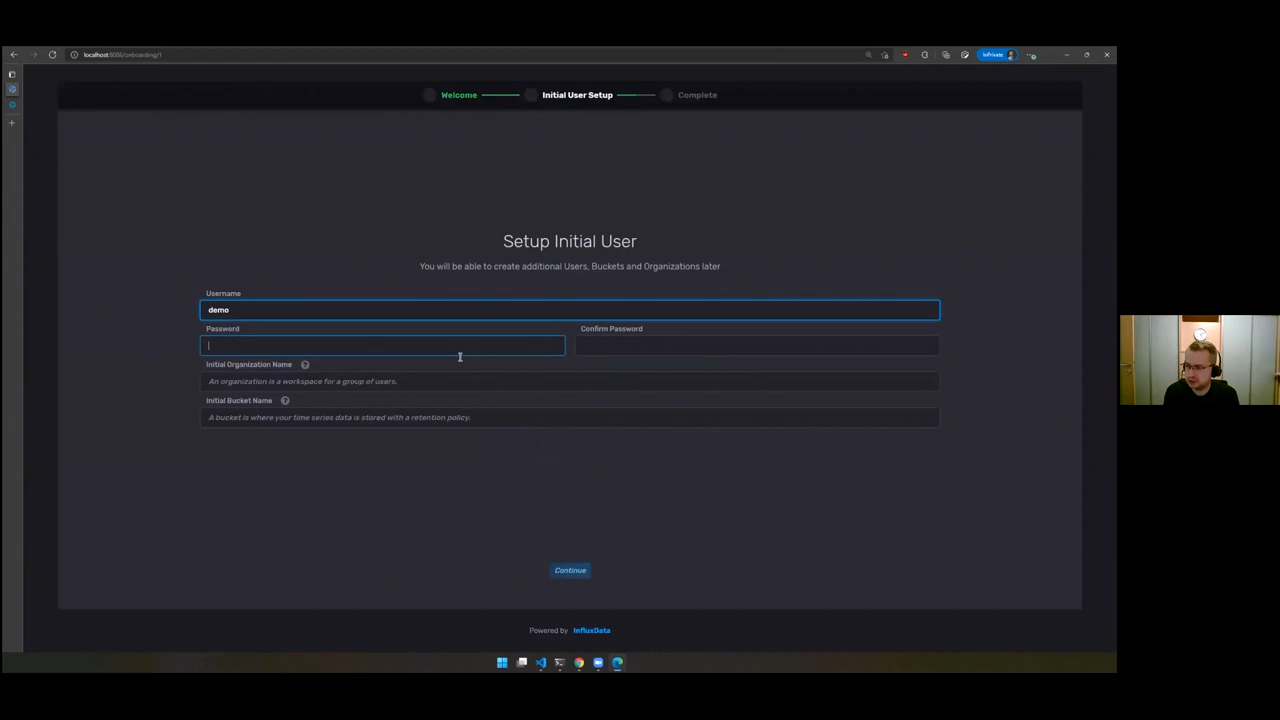 localhost:8086/onboarding/1
InPrivate
Welcome
Initial User Setup
Complete
Setup Initial User
You will be able to create additional Users, Buckets and Organizations later
Username
demo
Password
Confirm Password
Initial Organization Name
An organization is a workspace for a group of users.
Initial Bucket Name
A bucket is where your time series data is stored with a retention policy.
Continue
Powered by InfluxData